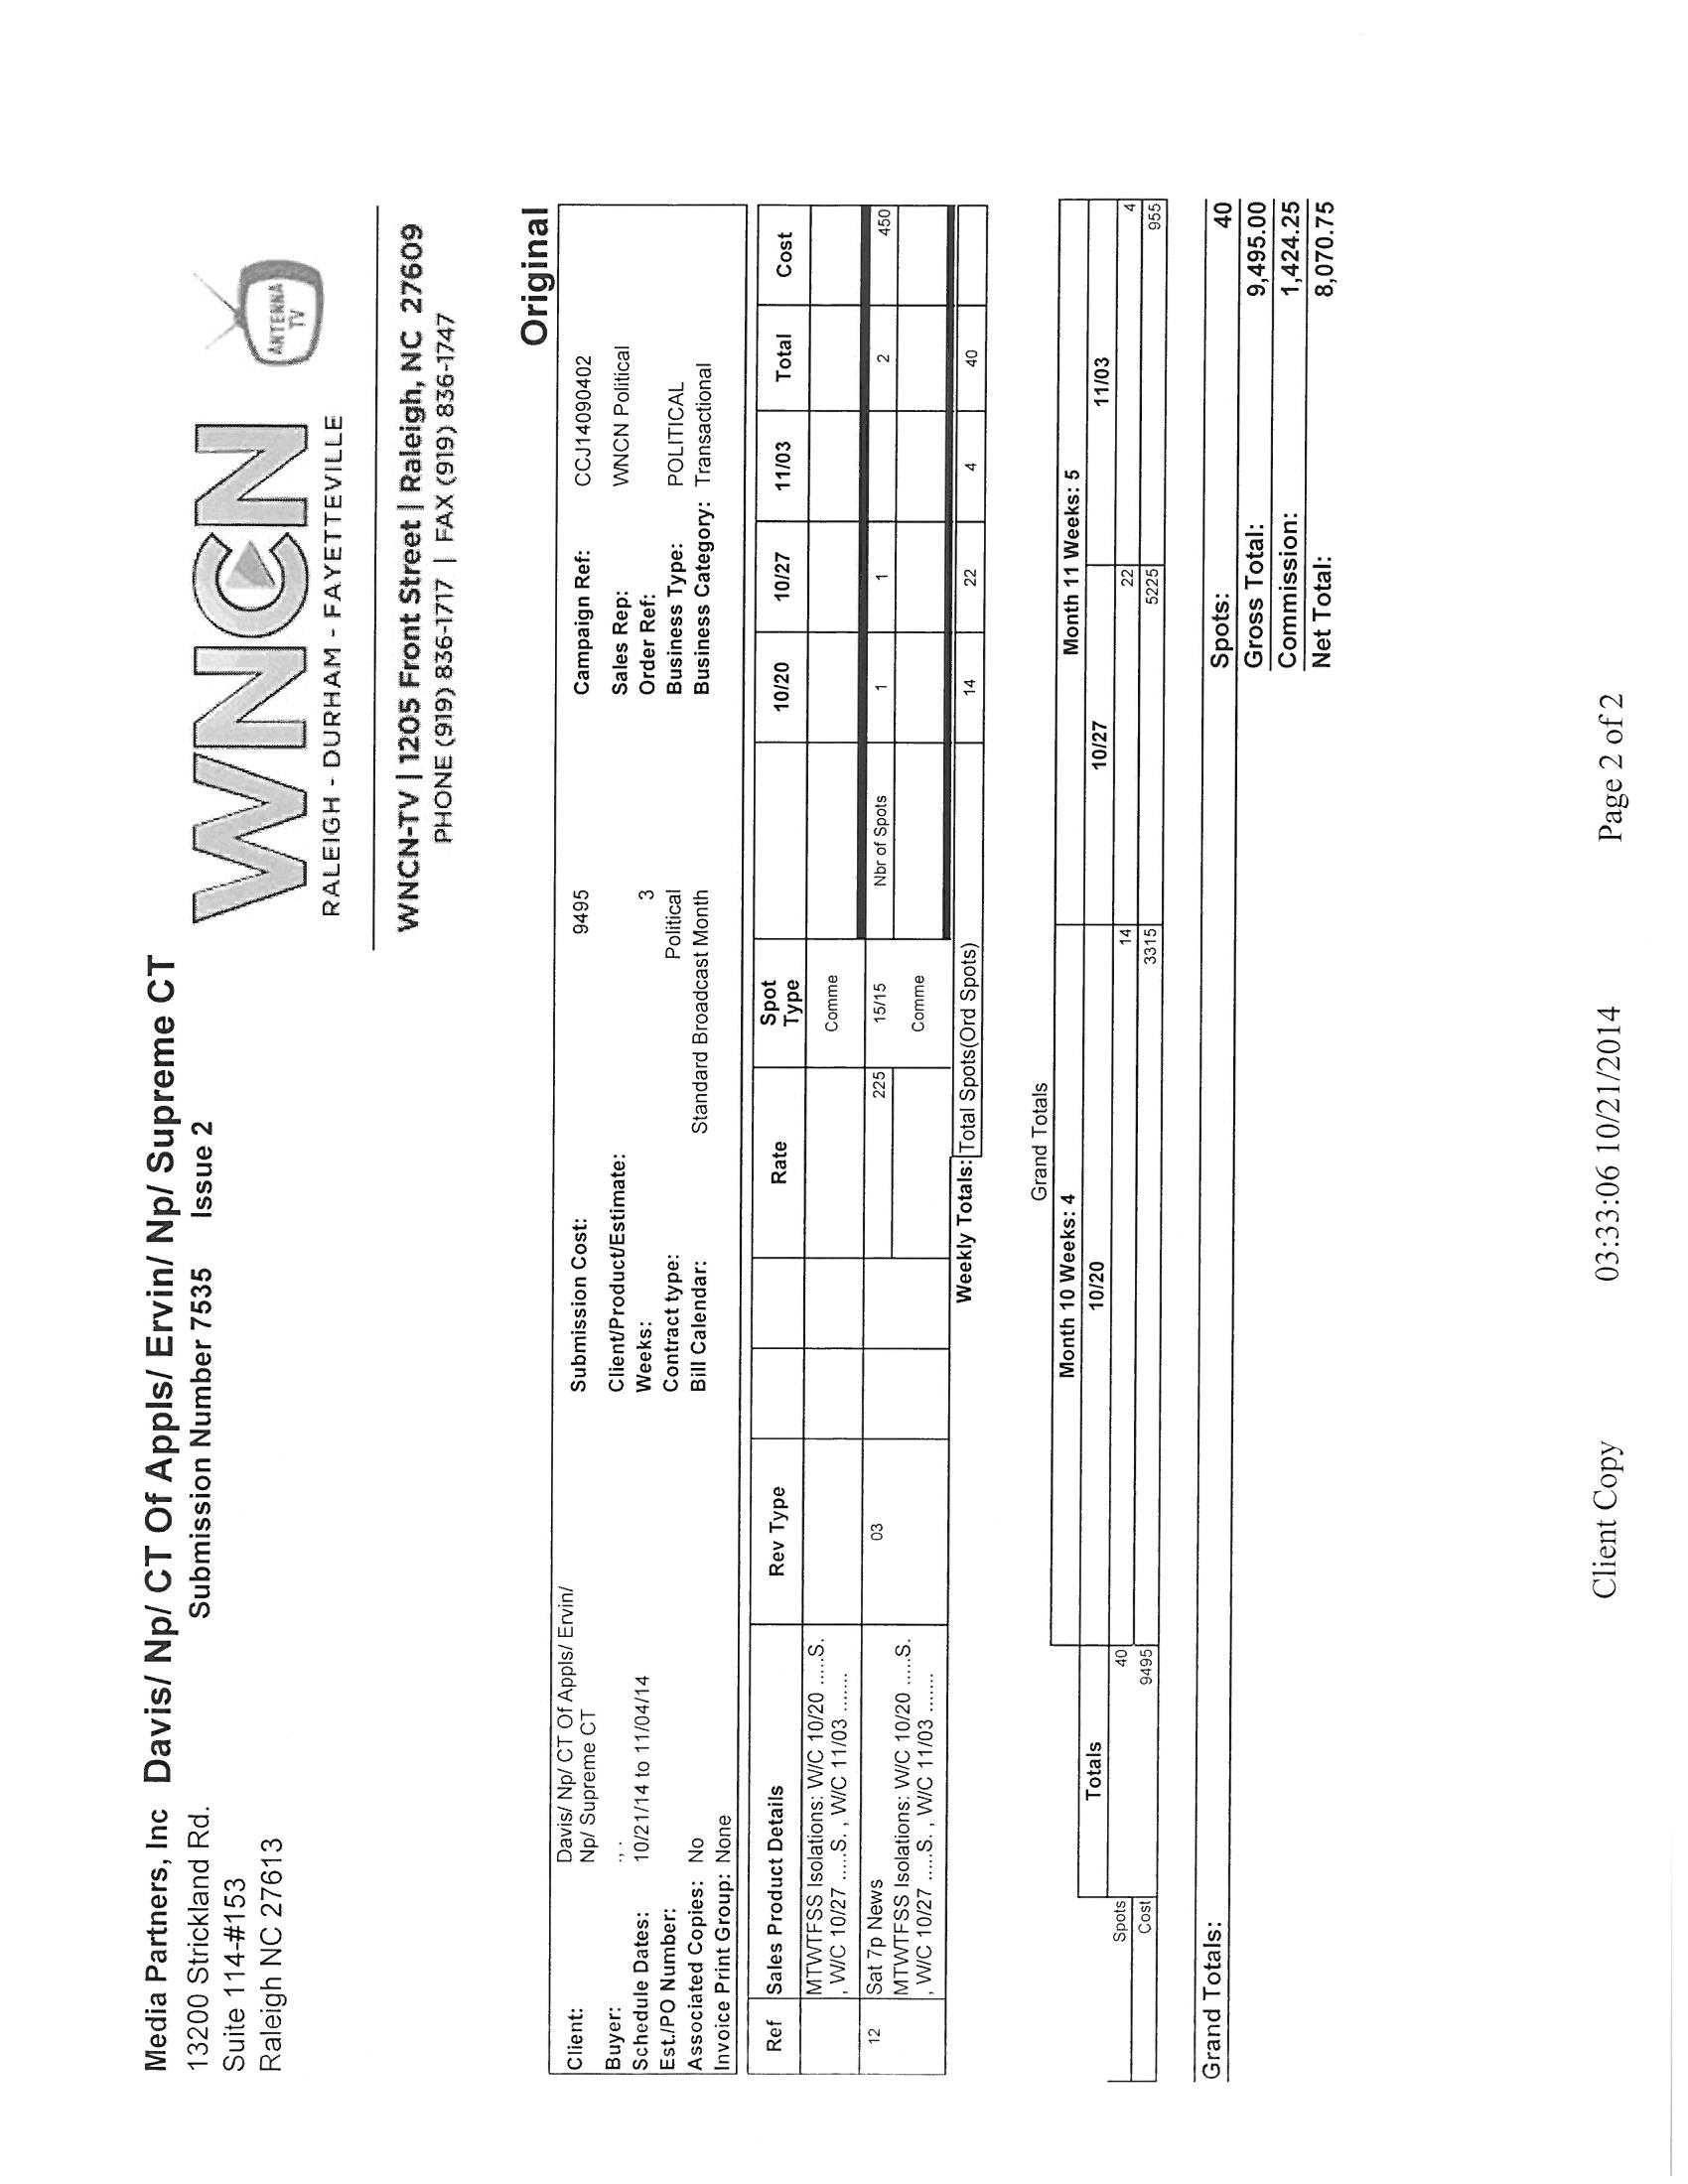 Media Partners, Inc
13200 Strickland Rd.
Suite 114-#153
Raleigh NC 27613
Davis/ Np/ CT Of Appls/ Ervin/ Np/ Supreme CT
Submission Number 7535 Issue 2
WNCN
RALEIGH - DURHAM - FAYETTEVILLE
ANTENNA
TV
WNCN-TV | 1205 Front Street | Raleigh, NC 27609
PHONE (919) 836-1717 | FAX (919) 836-1747
Original
Client: Davis/ Np/ CT Of Appls/ Ervin/ Submission Cost: 9495 Campaign Ref: CCJ14090402
Np/ Supreme CT
Buyer: ., . Client/Product/Estimate: Sales Rep: WNCN Political
Schedule Dates: 10/21/14 to 11/04/14 Weeks: 3 Order Ref:
Est./PO Number: Contract type: Political Business Type: POLITICAL
Associated Copies: No Bill Calendar: Standard Broadcast Month Business Category: Transactional
Invoice Print Group: None
Ref Sales Product Details Rev Type Rate Spot Type 10/20 10/27 11/03 Total Cost
MTWTFSS Isolations: W/C 10/20 .....S. Comme
, W/C 10/27 .....S. , W/C 11/03 .......
12 Sat 7p News 03 225 15/15 Nbr of Spots 1 1 2 450
MTWTFSS Isolations: W/C 10/20 .....S. Comme
, W/C 10/27 .....S. , W/C 11/03 .......
Weekly Totals: Total Spots(Ord Spots) 14 22 4 40
Grand Totals
Month 10 Weeks: 4 Month 11 Weeks: 5
Totals 10/20 10/27 11/03
Spots 40 14 22 4
Cost 9495 3315 5225 955
Grand Totals: Spots: 40
Gross Total: 9,495.00
Commission: 1,424.25
Net Total: 8,070.75
Client Copy 03:33:06 10/21/2014 Page 2 of 2